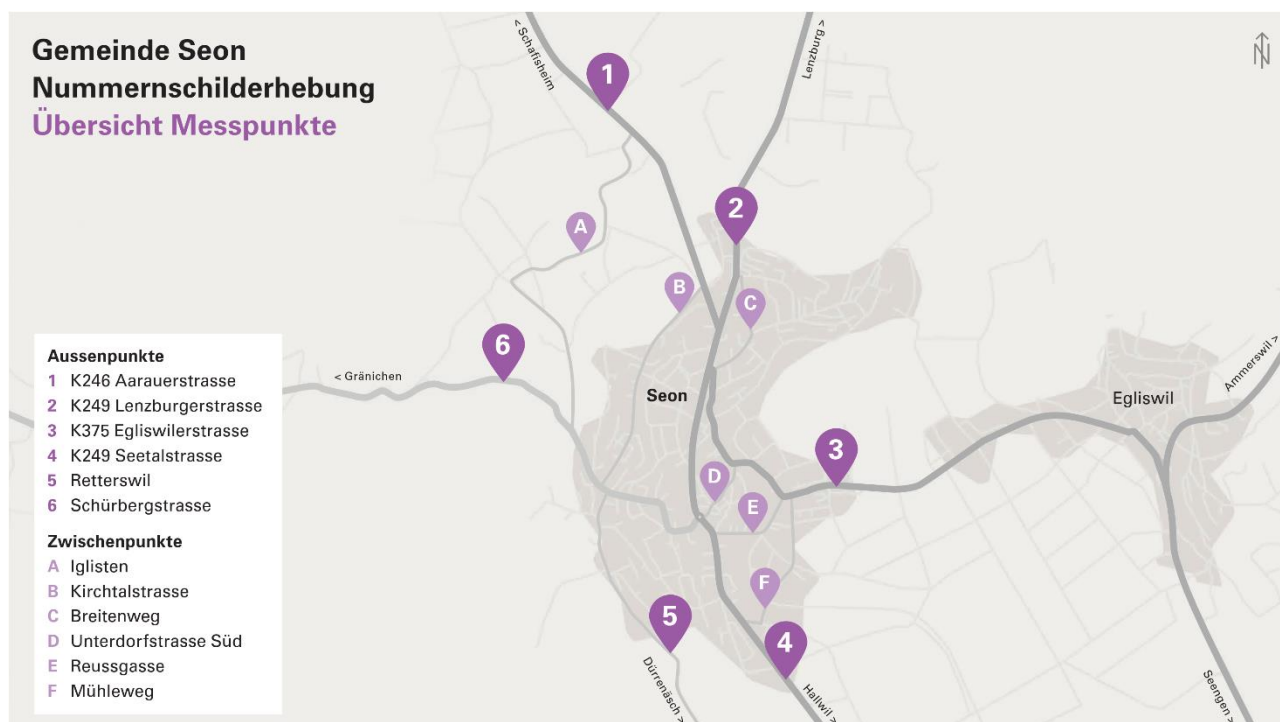 Gemeinde Seon
Nummernschilderhebung
Übersicht Messpunkte
< Schafisheim
Lenzburg >
N
1
2
A
B
C
6
< Gränichen
Seon
Egliswil
Ammerswil >
3
D
E
F
5
4
Dürrenäsch >
Hallwil >
Seengen >
Aussenpunkte
1 K246 Aarauerstrasse
2 K249 Lenzburgerstrasse
3 K375 Egliswilerstrasse
4 K249 Seetalstrasse
5 Retterswil
6 Schürbergstrasse
Zwischenpunkte
A Iglisten
B Kirchtalstrasse
C Breitenweg
D Unterdorfstrasse Süd
E Reussgasse
F Mühleweg